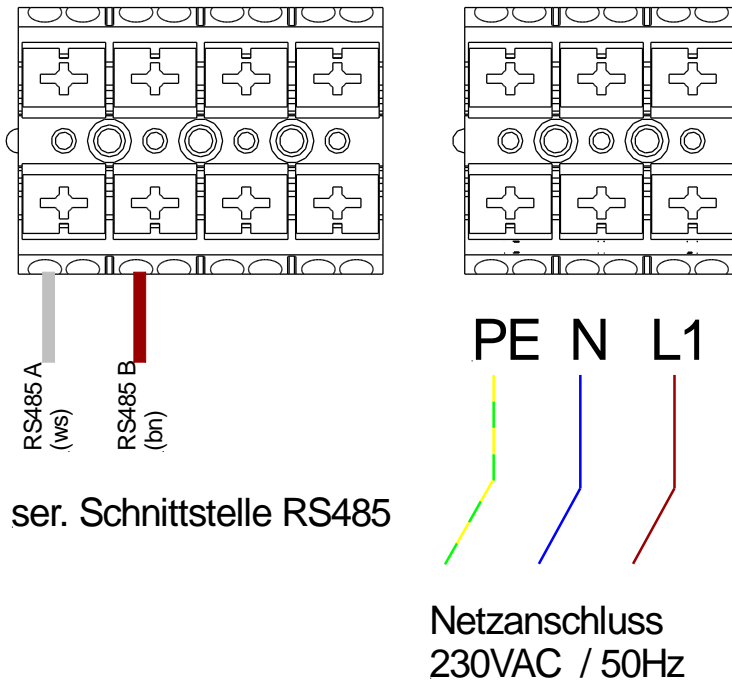 RS485 A
(ws)
RS485 B
(bn)
ser. Schnittstelle RS485
PE N L1
Netzanschluss
230VAC / 50Hz